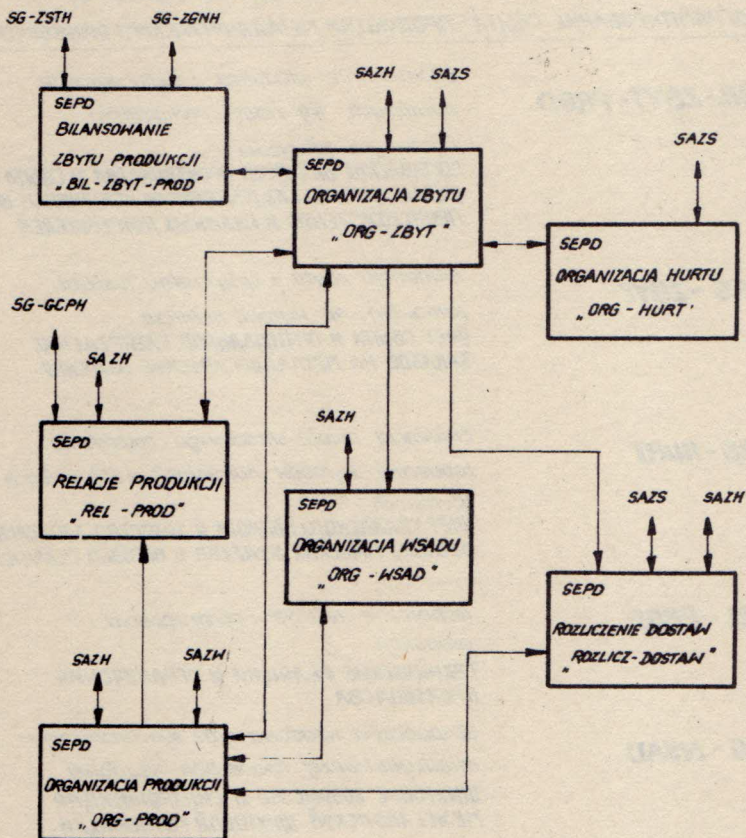 SG-ZSTH
SG-ZGNH
SEPD
BILANSOWANIE
ZBYTU PRODUKCJI
„BIL-ZBYT-PROD"
SAZH
SAZS
SEPD
ORGANIZACJA ZBYTU
„ORG-ZBYT"
SAZS
SEPD
ORGANIZACJA HURTU
„ORG-HURT'
SG-GCPH
SAZH
SEPD
RELACJE PRODUKCJI
"REL-PROD"
SAZH
SEPD
ORGANIZACJA WSADU
„ORG-WSAD"
SAZS
SAZH
SEPD
ROZLICZENIE DOSTAW
"ROZLICZ-DOSTAW"
SAZH
SAZW
SEPD
ORGANIZACJA PRODUKCJI
„ORG-PROD"